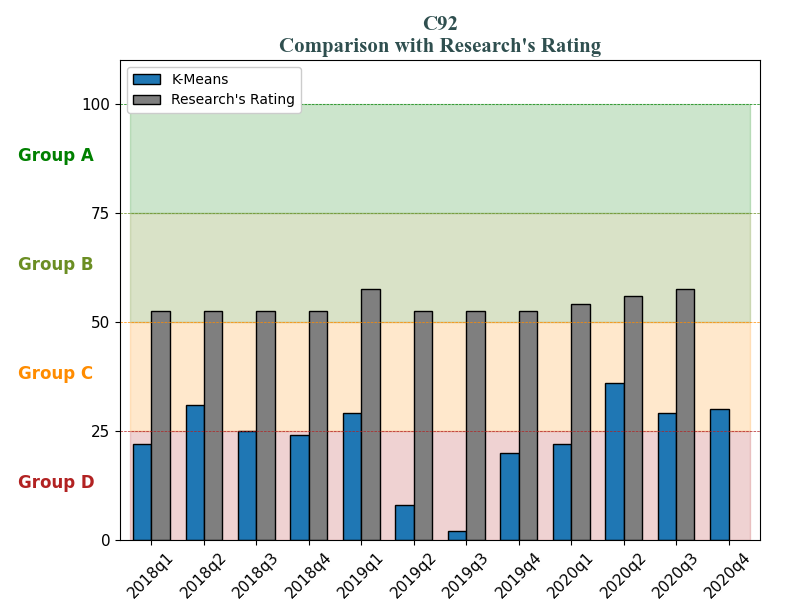 C92
Comparison with Research's Rating
K-Means
Research's Rating
100
Group A
75
Group B
50
Group C
25
Group D
0
2018q1
2018q2
2018q3
2018q4
2019q1
2019q2
2019q3
2019q4
2020q1
2020q2
2020q3
2020q4